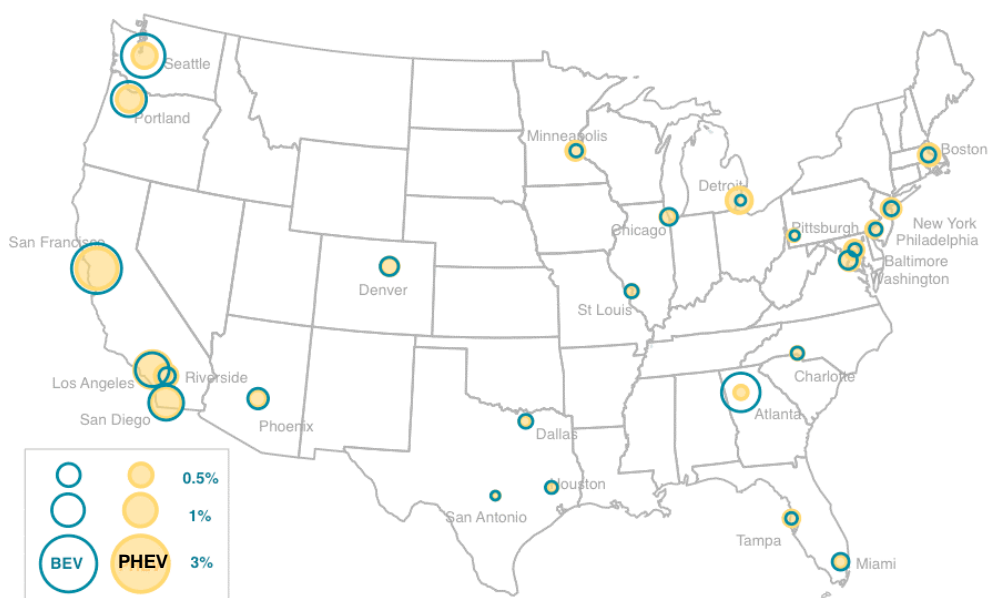 Seattle
Portland
Minneapolis
Boston
Detroit
Chicago
Pittsburgh
New York
Philadelphia
San Francisco
Baltimore
Washington
Denver
St Louis
Los Angeles
Riverside
San Diego
Charlotte
Phoenix
Atlanta
Dallas
Houston
San Antonio
Tampa
Miami
0.5%
1%
BEV PHEV 3%